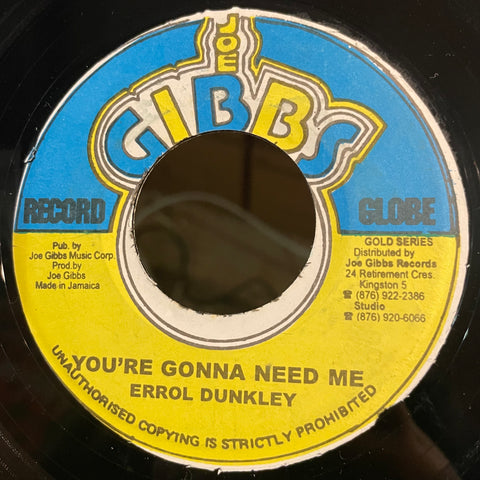 JOE
GIBBS
RECORD
GLOBE
Pub. by
Joe Gibbs Music Corp.
Prod.by
Joe Gibbs
Made in Jamaica
GOLD SERIES
Distributed by
Joe Gibbs Records
24 Retirement Cres.
Kingston 5
☎ (876) 922-2386
Studio
☎ (876) 920-6066
YOU'RE GONNA NEED ME
ERROL DUNKLEY
UNAUTHORISED COPYING IS STRICTLY PROHIBITED